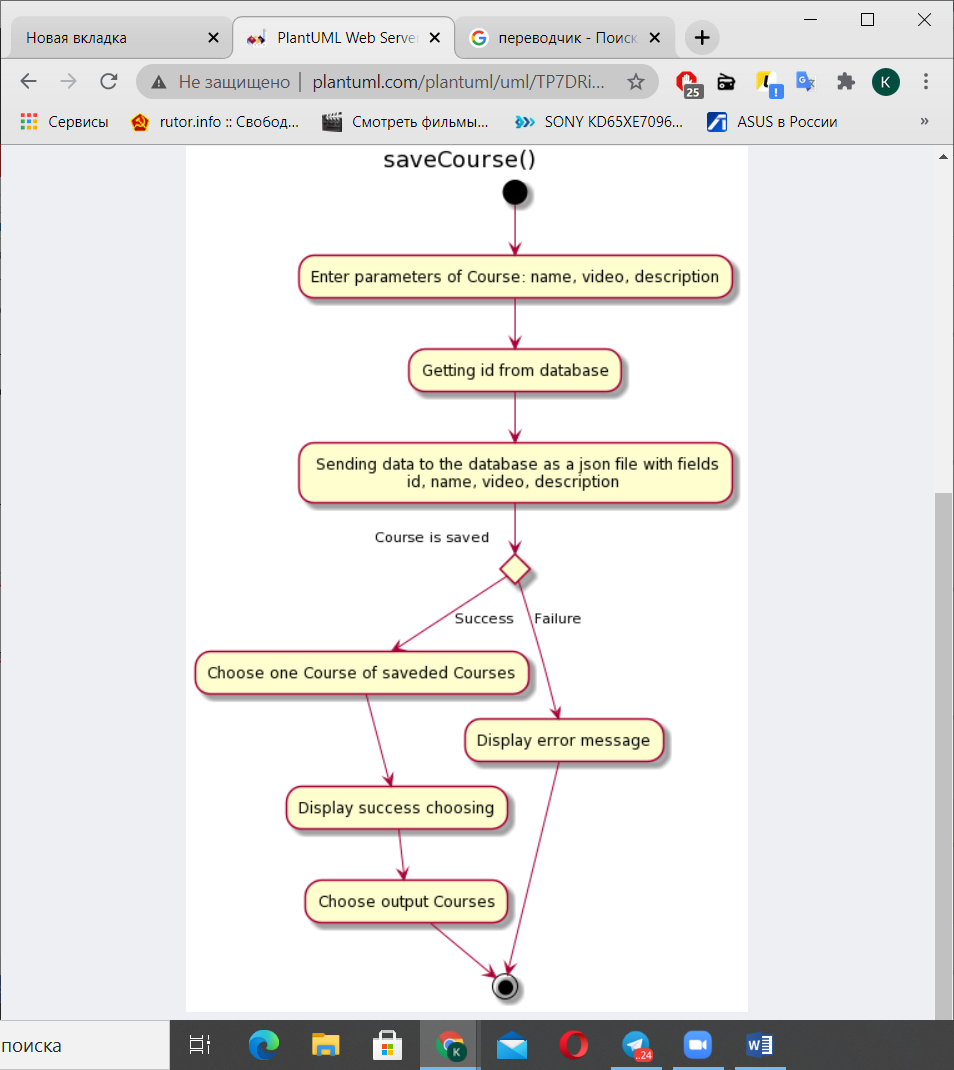 Новая вкладка
PlantUML Web Serve
переводчик - Поиск
Не защищено
plantuml.com/plantuml/uml/TP7DRi...
25
!
K
Сервисы
rutor.info :: Свобод...
Смотреть фильмы...
SONY KD65XE7096...
ASUS в России
»
saveCourse()
Enter parameters of Course: name, video, description
Getting id from database
Sending data to the database as a json file with fields
id, name, video, description
Course is saved
Success
Failure
Choose one Course of saveded Courses
Display error message
Display success choosing
Choose output Courses
поиска
K
..24